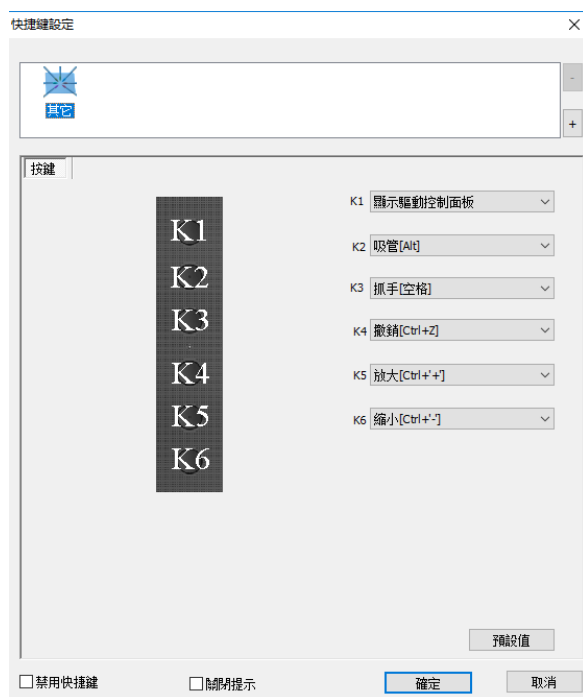 快捷鍵設定
其它
-
+
按鍵
K1
K2
K3
K4
K5
K6
K1 顯示驅動控制面板
K2 吸管[Alt]
K3 抓手[空格]
K4 撤銷[Ctrl+Z]
K5 放大[Ctrl+'+']
K6 縮小[Ctrl+'-']
預設值
禁用快捷鍵
關閉提示
確定
取消